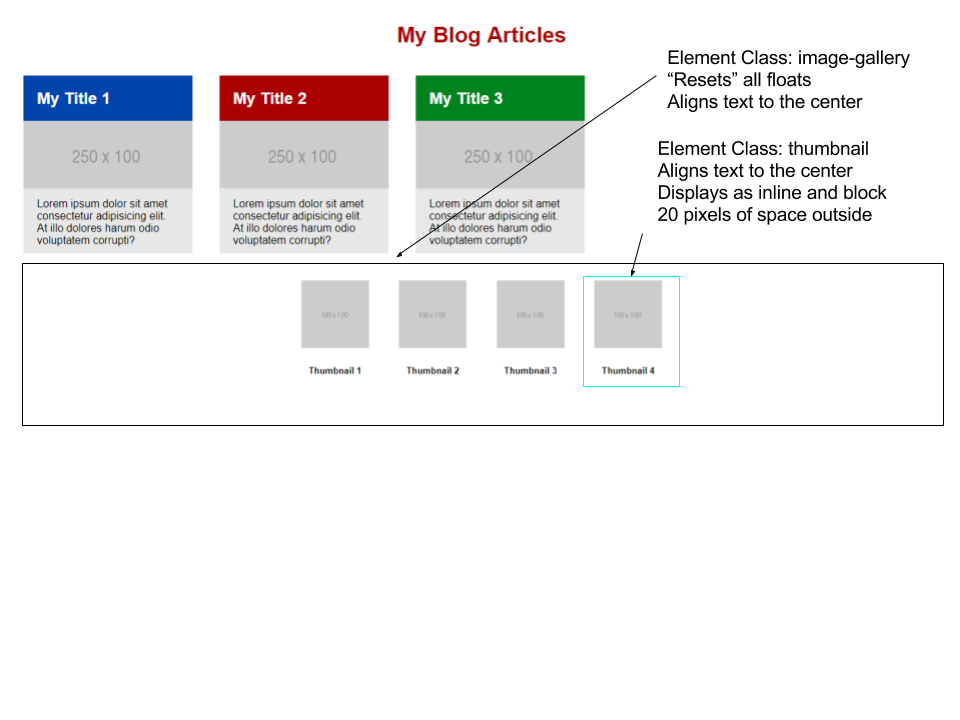 My Blog Articles
Element Class: image-gallery
“Resets” all floats
Aligns text to the center
My Title 1
My Title 2
My Title 3
250 x 100
250 x 100
250 x 100
Element Class: thumbnail
Aligns text to the center
Displays as inline and block
20 pixels of space outside
Lorem ipsum dolor sit amet
consectetur adipisicing elit.
At illo dolores harum odio
voluptatem corrupti?
Lorem ipsum dolor sit amet
consectetur adipisicing elit.
At illo dolores harum odio
voluptatem corrupti?
Lorem ipsum dolor sit amet
consectetur adipisicing elit.
At illo dolores harum odio
voluptatem corrupti?
100 x 100
100 x 100
100 x 100
100 x 100
Thumbnail 1
Thumbnail 2
Thumbnail 3
Thumbnail 4